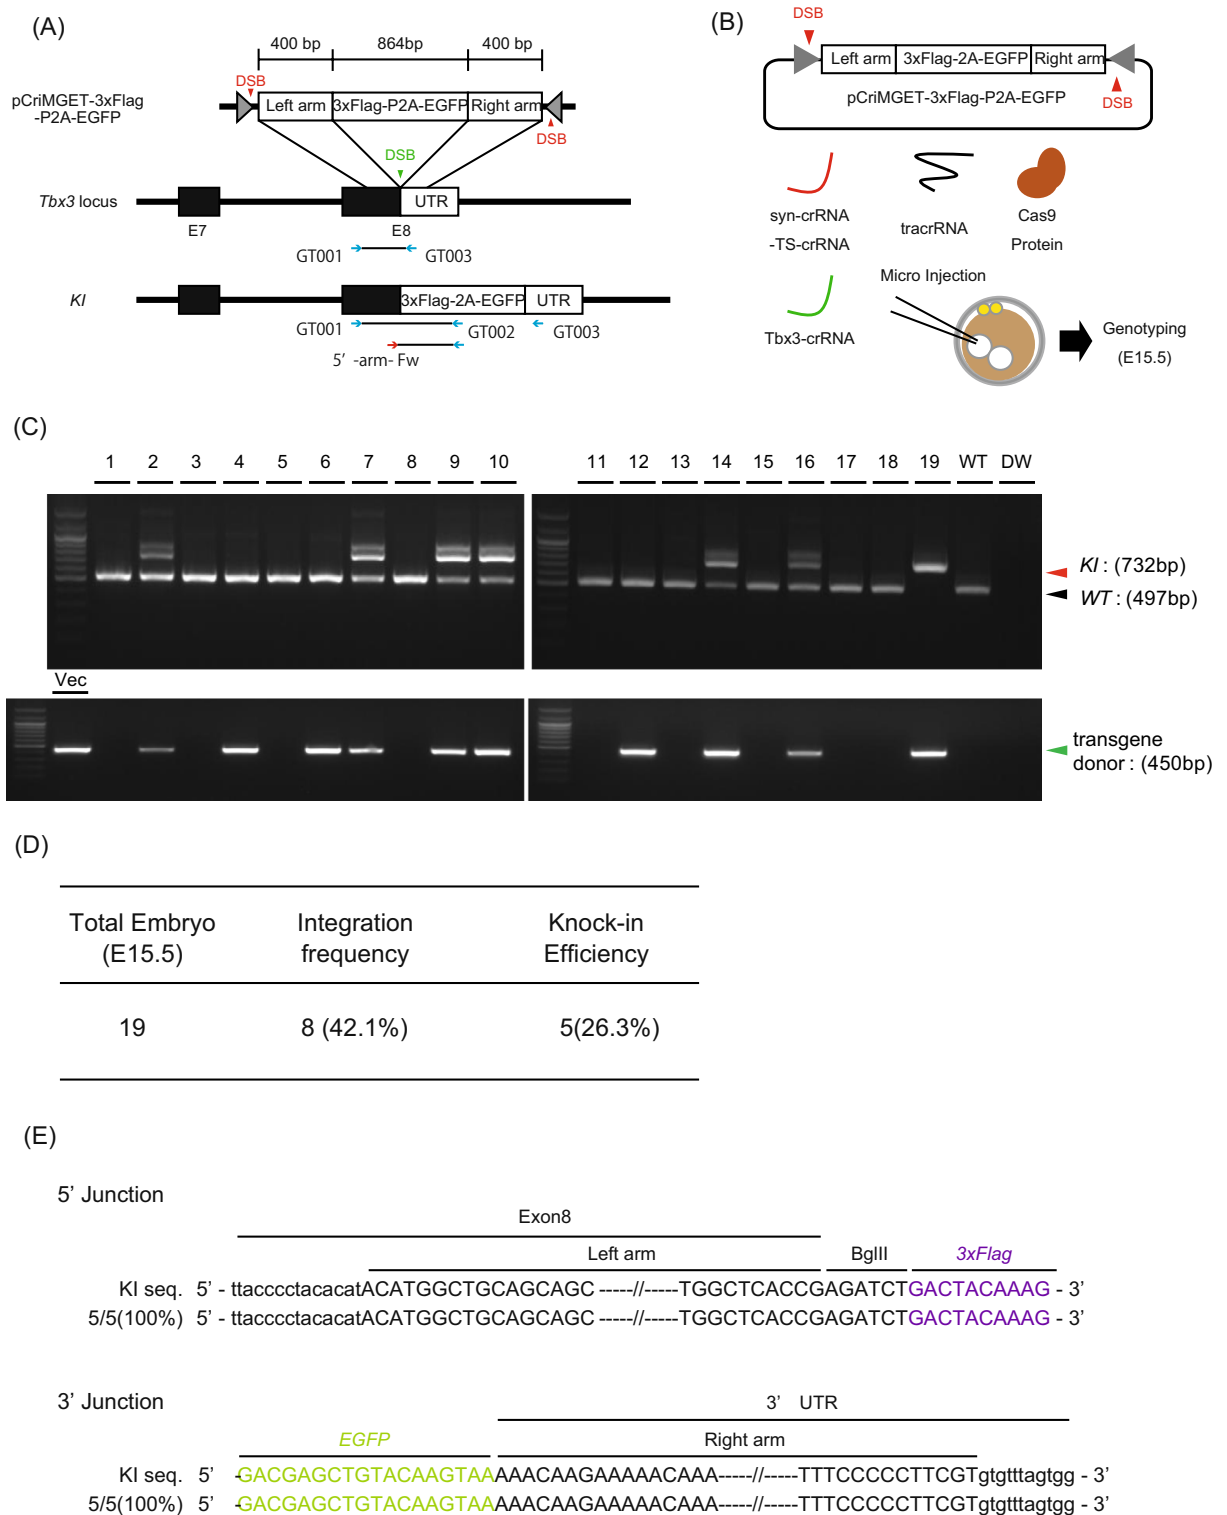 (A)
400 bp
864bp
400 bp
DSB
pCriMGET-3xFlag
-P2A-EGFP
Left arm
3xFlag-P2A-EGFP
Right arm
DSB
DSB
Tbx3 locus
UTR
E7
E8
GT001
GT003
KI
3xFlag-2A-EGFP
UTR
GT001
GT002
GT003
5' -arm- Fw
(B)
DSB
Left arm
3xFlag-2A-EGFP
Right arm
pCriMGET-3xFlag-P2A-EGFP
DSB
syn-crRNA
-TS-crRNA
tracrRNA
Cas9
Protein
Micro Injection
Tbx3-crRNA
Genotyping
(E15.5)
(C)
1 2 3 4 5 6 7 8 9 10 11 12 13 14 15 16 17 18 19 WT DW
KI : (732bp)
WT : (497bp)
Vec
transgene
donor : (450bp)
(D)
Total Embryo
(E15.5)
Integration
frequency
Knock-in
Efficiency
19
8 (42.1%)
5(26.3%)
(E)
5' Junction
Exon8
Left arm
BglII
3xFlag
KI seq. 5' - ttacccctacacatACATGGCTGCAGCAGC -----//-----TGGCTCACCGAGATCTGACTACAAAG - 3'
5/5(100%) 5' - ttacccctacacatACATGGCTGCAGCAGC -----//-----TGGCTCACCGAGATCTGACTACAAAG - 3'
3' Junction
3' UTR
EGFP
Right arm
KI seq. 5' -GACGAGCTGTACAAGTAAAAACAAGAAAAACAAA-----//-----TTTCCCCCTTCGTgtgtttagtgg - 3'
5/5(100%) 5' -GACGAGCTGTACAAGTAAAAACAAGAAAAACAAA-----//-----TTTCCCCCTTCGTgtgtttagtgg - 3'